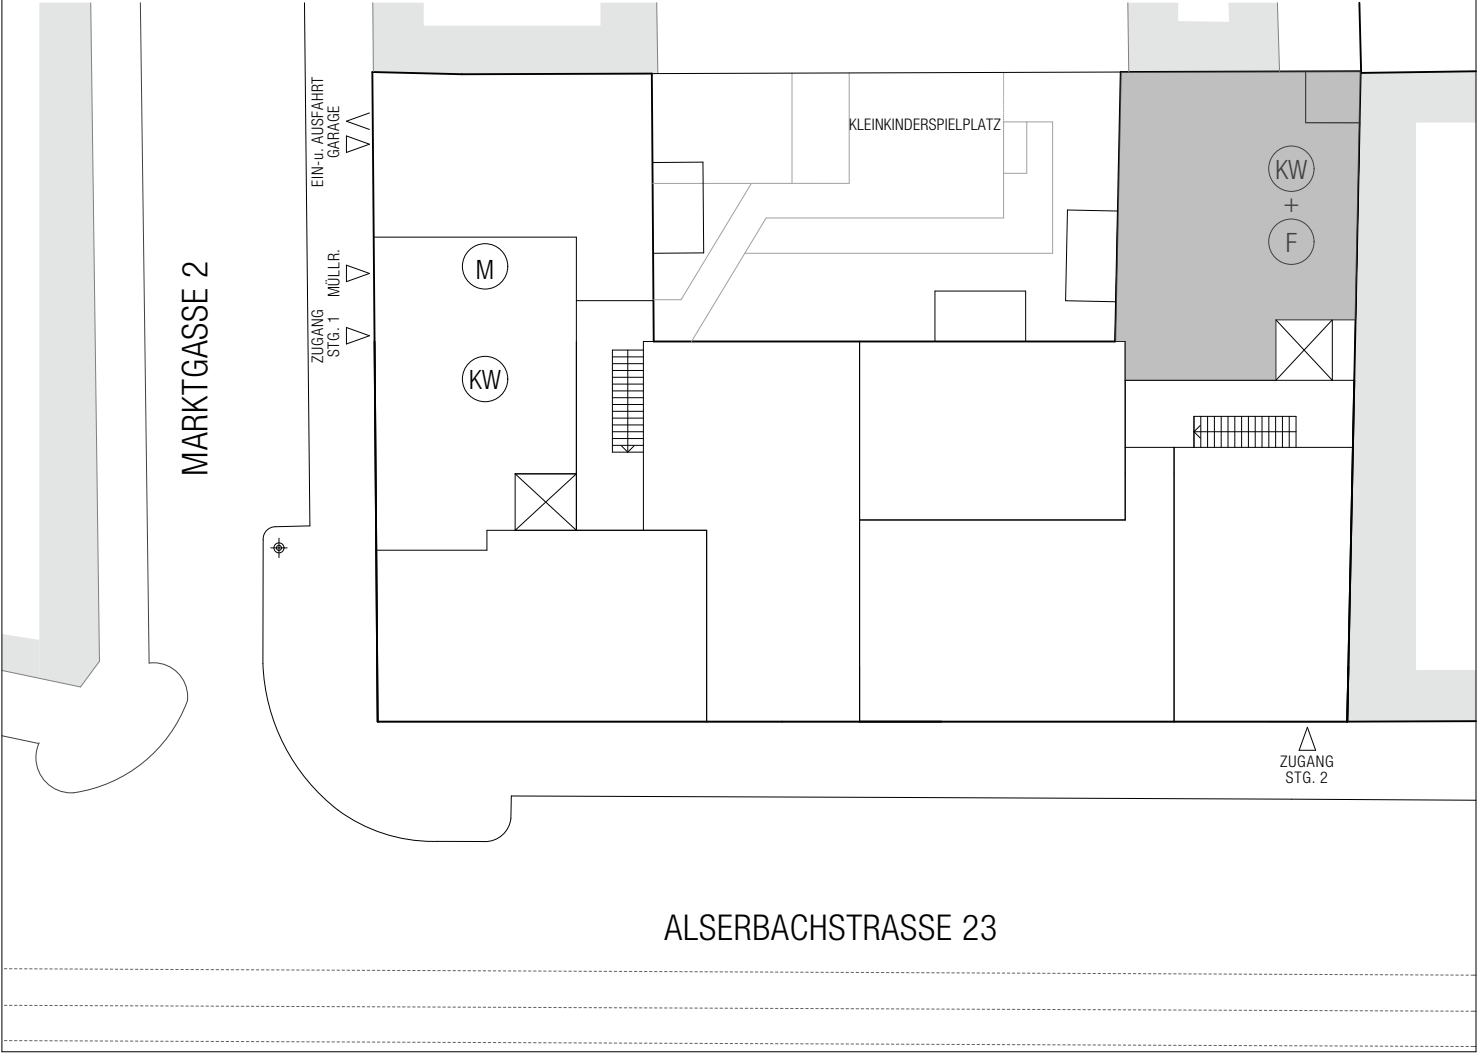 EIN-u. AUSFAHRT
GARAGE
KLEINKINDERSPIELPLATZ
KW
+
F
MÜLLR.
M
ZUGANG
STG. 1
KW
MARKTGASSE 2
ZUGANG
STG. 2
ALSERBACHSTRASSE 23